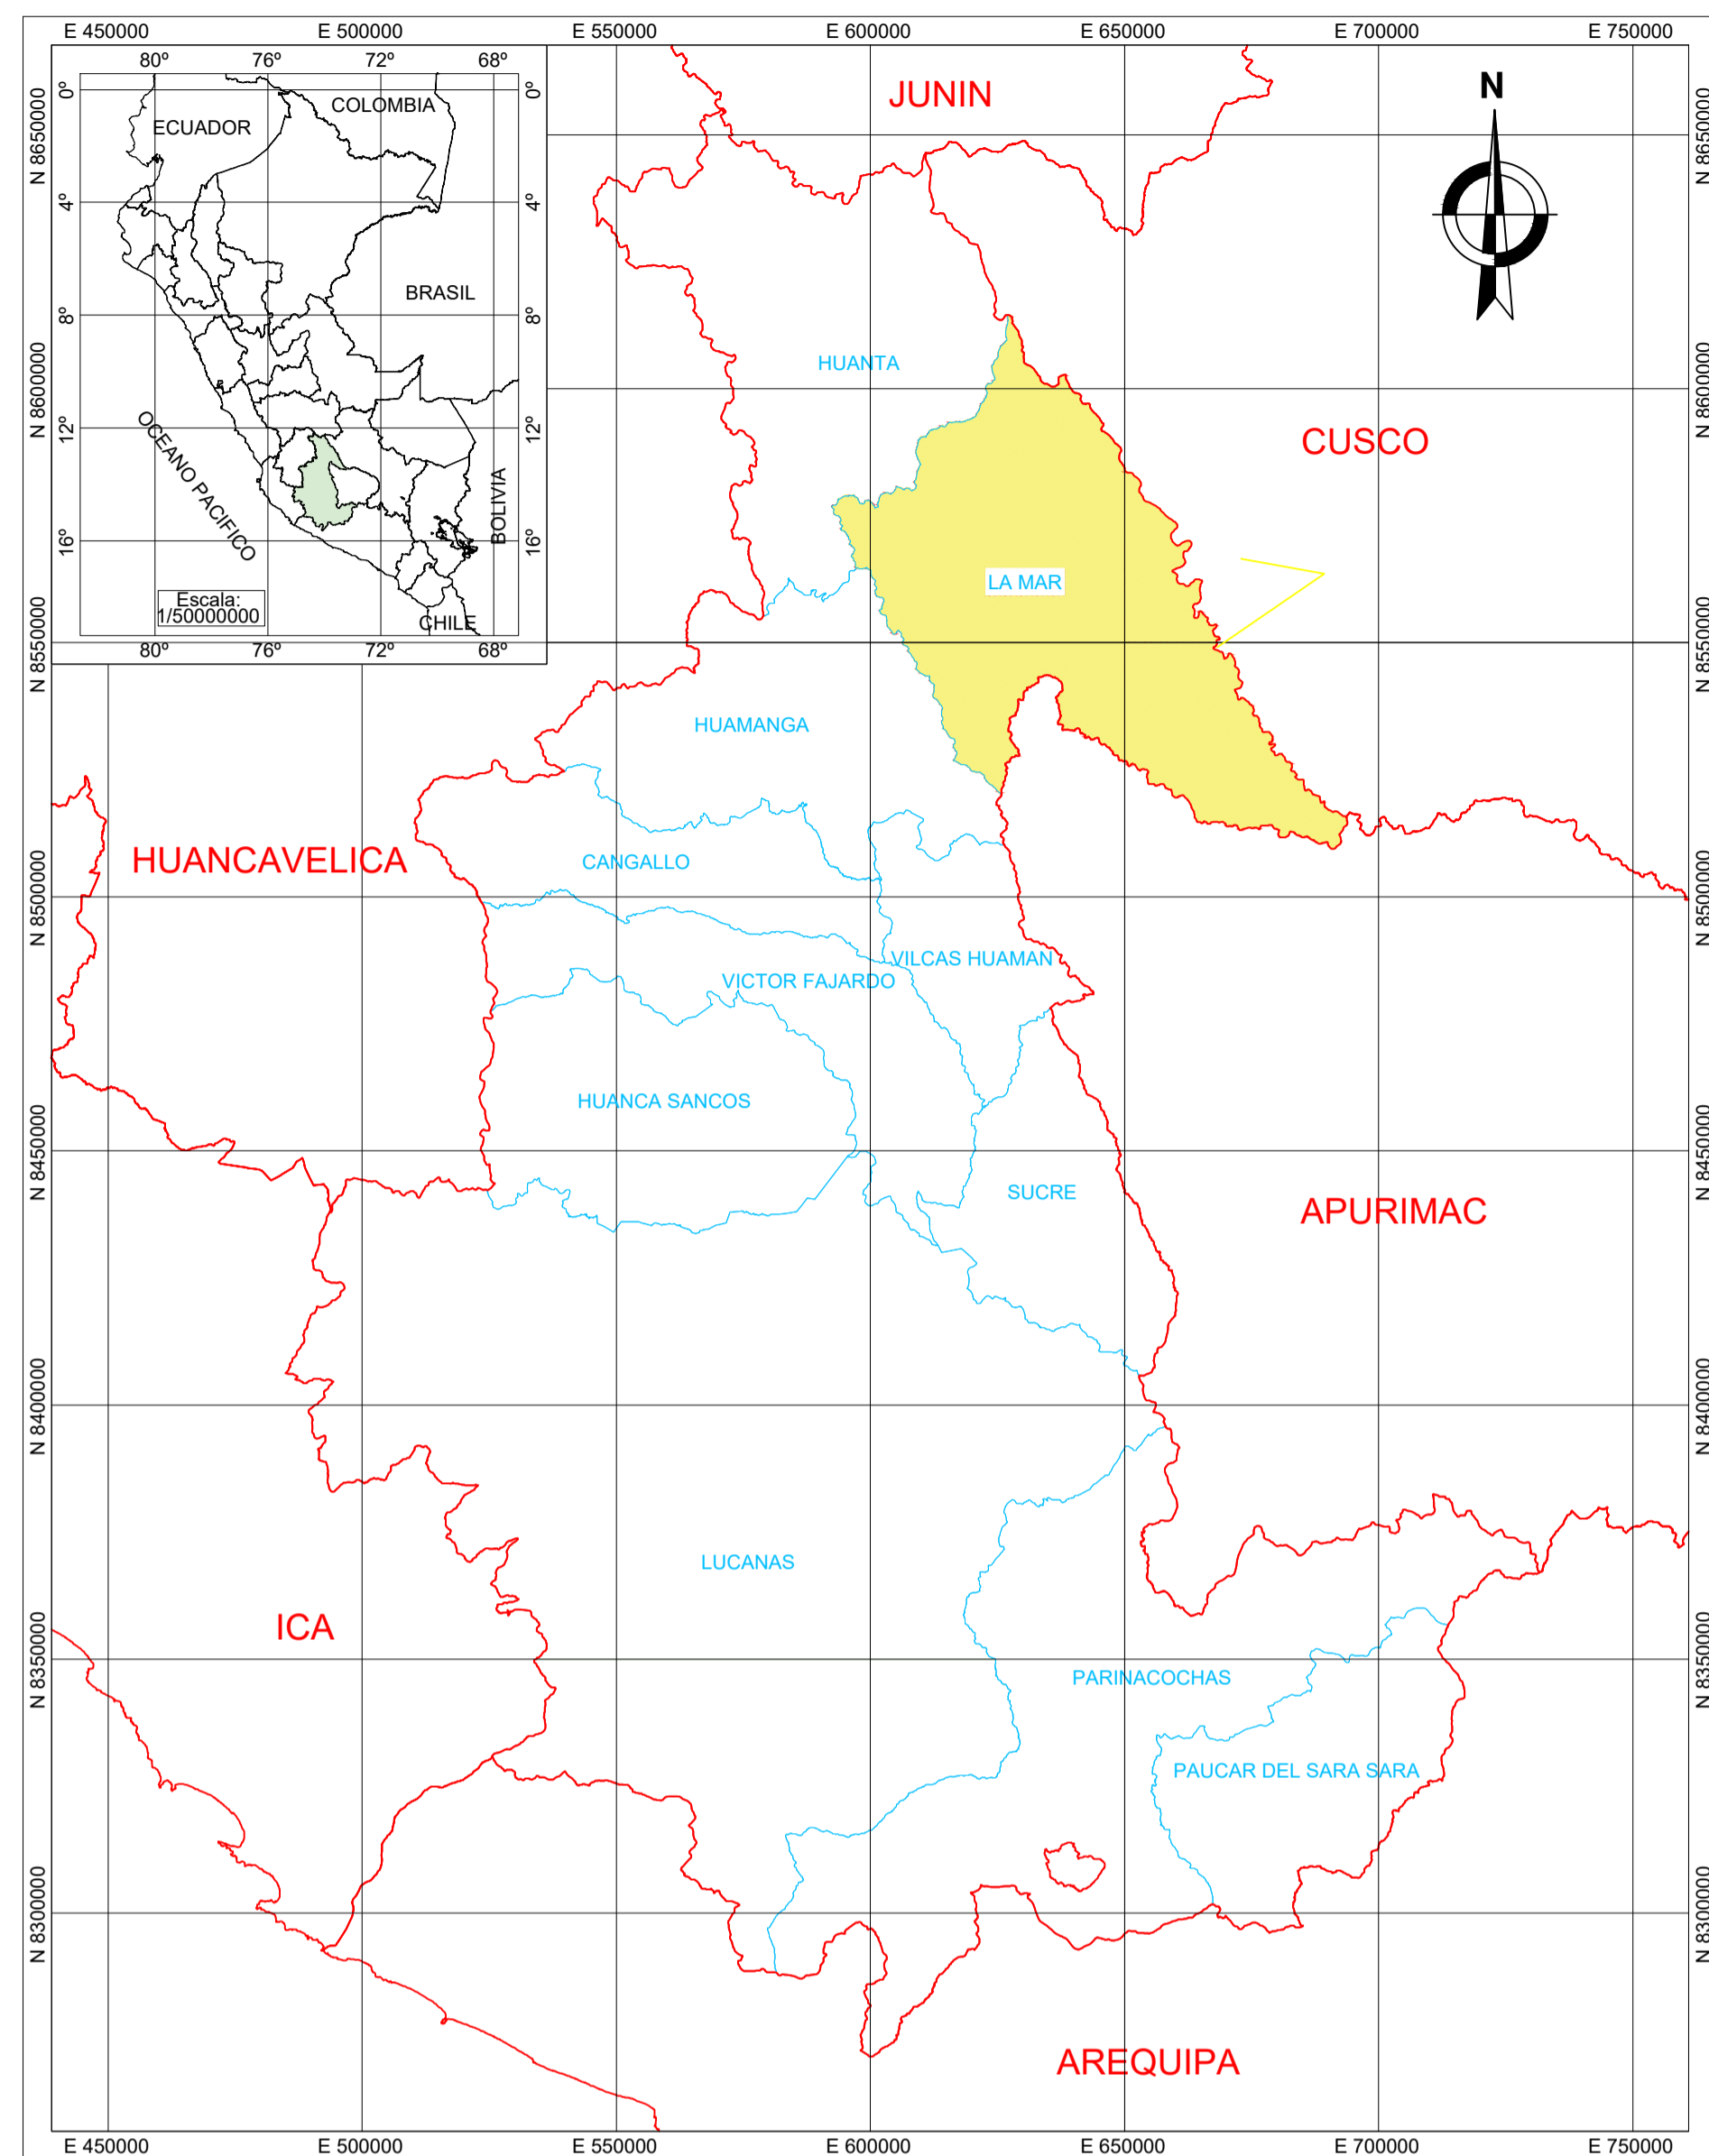 E 450000 E 500000 E 550000 E 600000 E 650000 E 700000 E 750000
80° 76° 72° 68°
0° COLOMBIA 0°
ECUADOR
4° 4°
BRASIL
8° 8°
12° 12°
OCEANO PACIFICO
BOLIVIA
16° 16°
Escala:
1/50000000
CHILE
80° 76° 72° 68°
N
JUNIN
N 8650000 N 8650000
HUANTA
N 8600000 N 8600000
CUSCO
LA MAR
N 8550000 N 8550000
HUAMANGA
HUANCAVELICA
CANGALLO
N 8500000 N 8500000
VILCAS HUAMAN
VICTOR FAJARDO
HUANCA SANCOS
N 8450000 N 8450000
SUCRE
APURIMAC
N 8400000 N 8400000
LUCANAS
ICA
N 8350000 N 8350000
PARINACOCHAS
PAUCAR DEL SARA SARA
N 8300000 N 8300000
AREQUIPA
E 450000 E 500000 E 550000 E 600000 E 650000 E 700000 E 750000